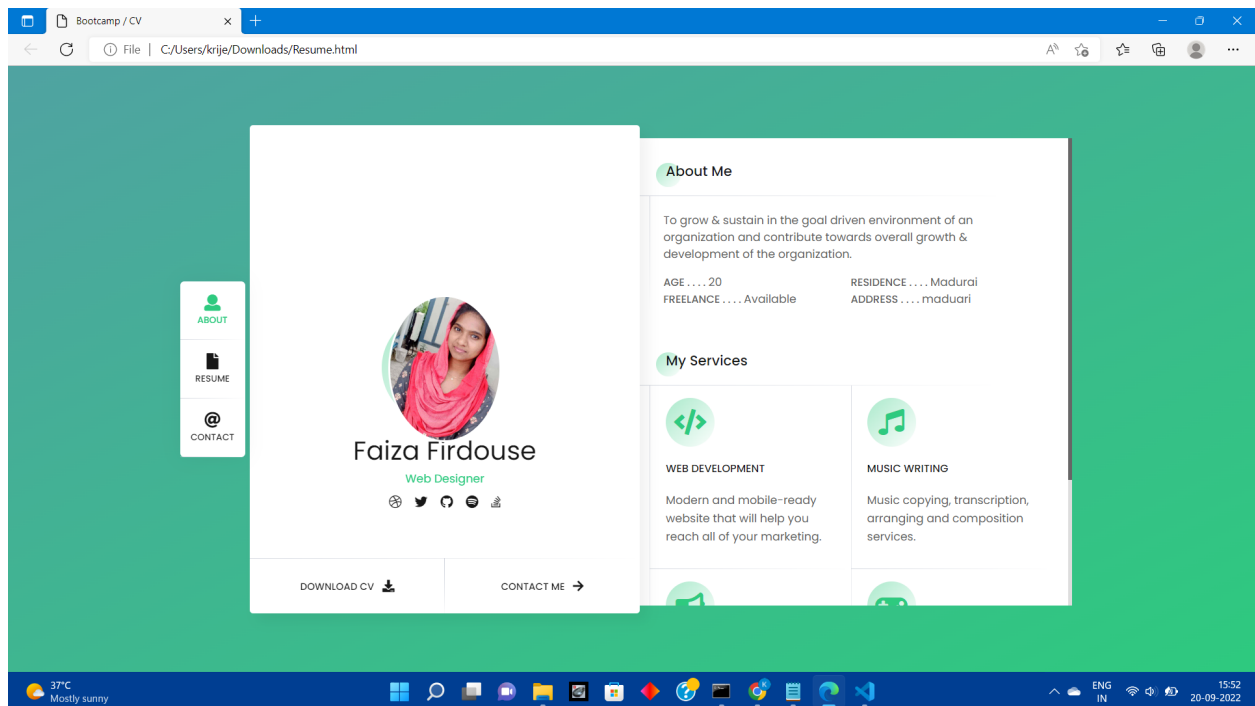 Bootcamp / CV
File | C:/Users/krije/Downloads/Resume.html
ABOUT
RESUME
CONTACT
Faiza Firdouse
Web Designer
DOWNLOAD CV
CONTACT ME
About Me
To grow & sustain in the goal driven environment of an
organization and contribute towards overall growth &
development of the organization.
AGE . . . . 20
RESIDENCE . . . . Madurai
FREELANCE . . . . Available
ADDRESS . . . . maduari
My Services
WEB DEVELOPMENT
Modern and mobile-ready
website that will help you
reach all of your marketing.
MUSIC WRITING
Music copying, transcription,
arranging and composition
services.
37°C
Mostly sunny
ENG
IN
15:52
20-09-2022